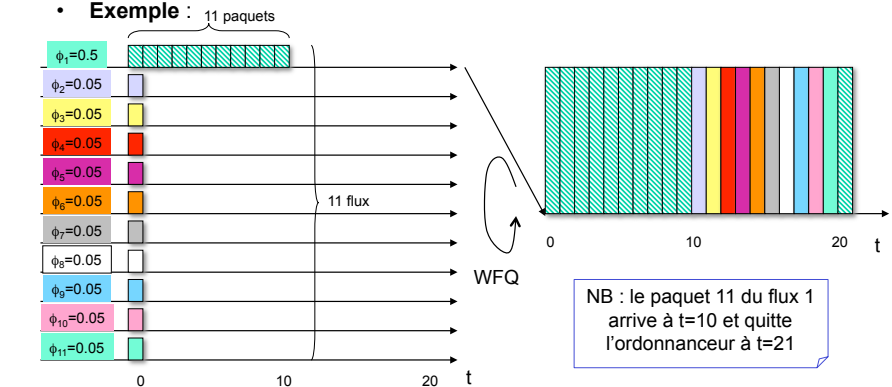 • Exemple :
11 paquets
ϕ1=0.5
ϕ2=0.05
ϕ3=0.05
ϕ4=0.05
ϕ5=0.05
ϕ6=0.05
ϕ7=0.05
ϕ8=0.05
ϕ9=0.05
ϕ10=0.05
ϕ11=0.05
11 flux
0 10 20 t
WFQ
0 10 20 t
NB : le paquet 11 du flux 1
arrive à t=10 et quitte
l'ordonnanceur à t=21